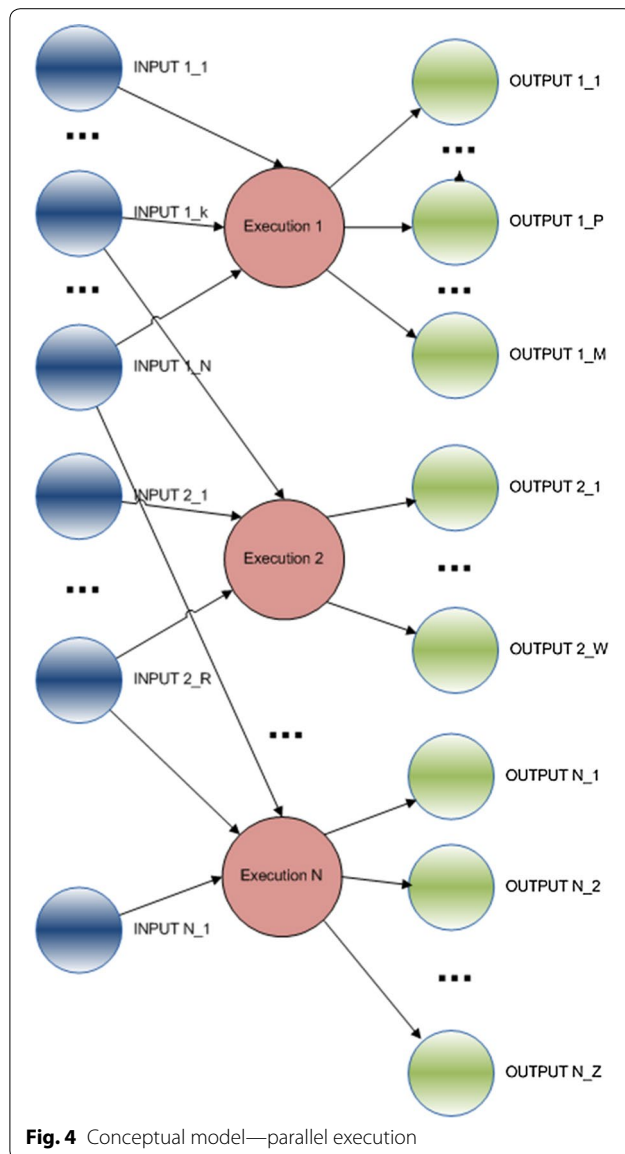 INPUT 1_1
OUTPUT 1_1
INPUT 1_k
Execution 1
OUTPUT 1_P
INPUT 1_N
OUTPUT 1_M
INPUT 2_1
OUTPUT 2_1
Execution 2
INPUT 2_R
OUTPUT 2_W
OUTPUT N_1
Execution N
OUTPUT N_2
INPUT N_1
OUTPUT N_Z
Fig. 4 Conceptual model—parallel execution